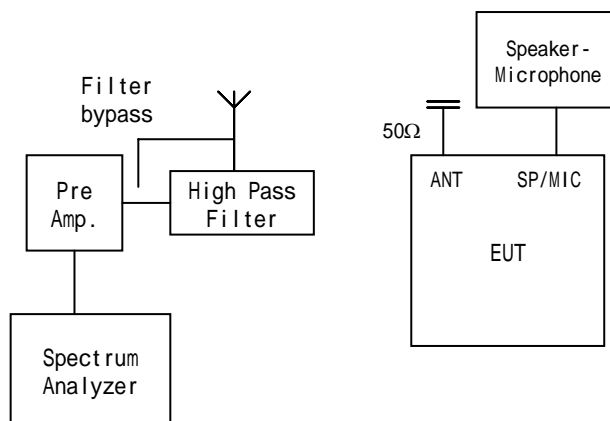 Filter
bypass
Pre
Amp.
High Pass
Filter
Spectrum
Analyzer
Speaker-
Microphone
50Ω
ANT
SP/MIC
EUT